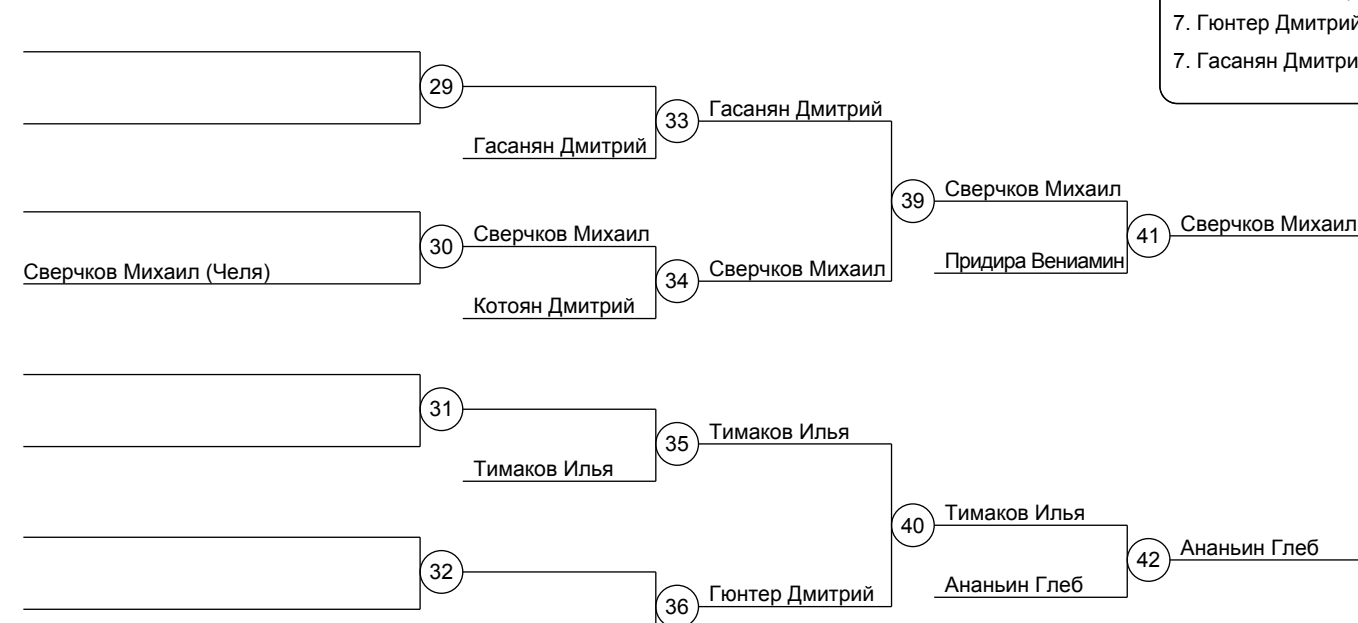 7. Гюнтер Дмитрий
7. Гасанян Дмитри
29
Гасанян Дмитрий
33
Гасанян Дмитрий
Сверчков Михаил
39
Сверчков Михаил
Сверчков Михаил
30
41
Придира Вениамин
Сверчков Михаил (Челя)
Сверчков Михаил
34
Котоян Дмитрий
31
Тимаков Илья
35
Тимаков Илья
Тимаков Илья
40
Ананьин Глеб
42
32
Ананьин Глеб
Гюнтер Дмитрий
36